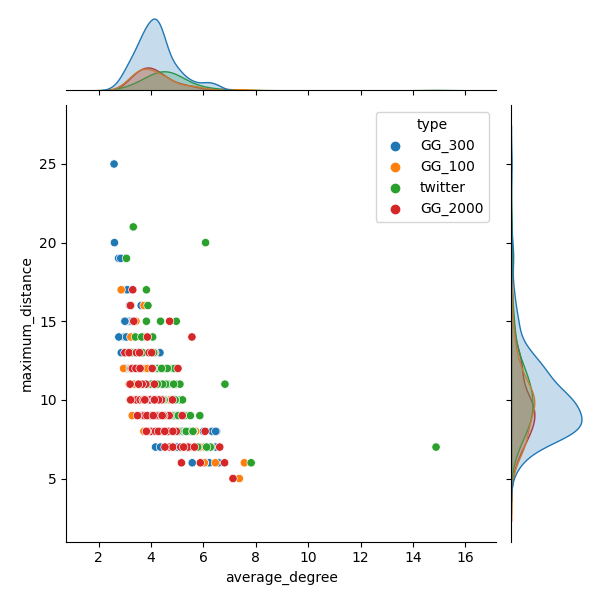 type
GG_300
GG_100
twitter
GG_2000
25
20
15
10
5
maximum_distance
2 4 6 8 10 12 14 16
average_degree